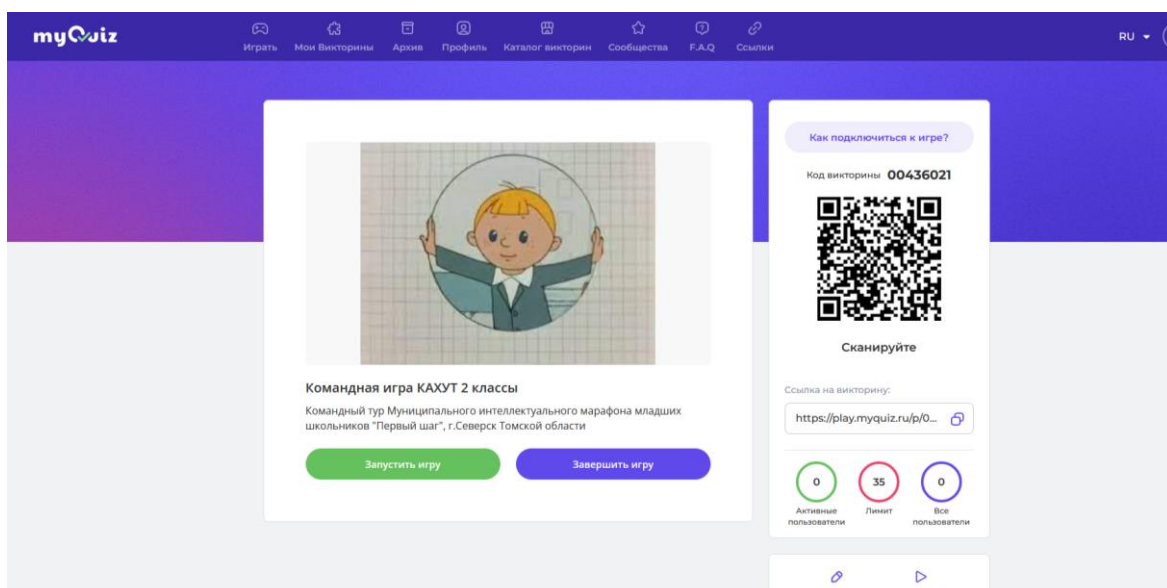 myQuiz
Играть Мои Викторины Архив Профиль Каталог викторин Сообщества F.A.Q Ссылки
RU
Командная игра КАХУТ 2 классы
Командный тур Муниципального интеллектуального марафона младших
школьников "Первый шаг", г.Северск Томской области
Запустить игру Завершить игру
Как подключиться к игре?
Код викторины 00436021
Сканируйте
Ссылка на викторину:
https://play.myquiz.ru/p/0...
0 35 0
Активные пользователи Лимит Все пользователи